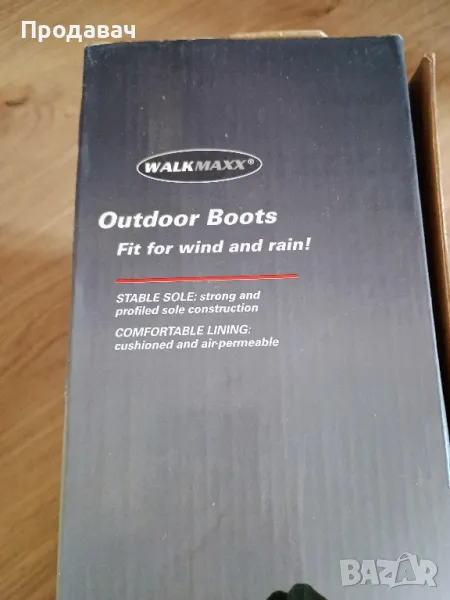 Продавач
WALKMAXX®
Outdoor Boots
Fit for wind and rain!
STABLE SOLE: strong and
profiled sole construction
COMFORTABLE LINING:
cushioned and air-permeable
BAZAR